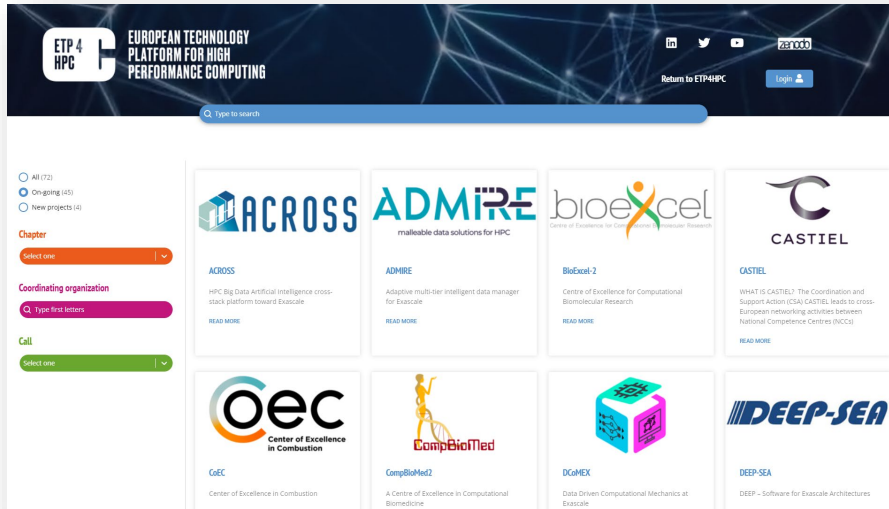 ETP 4
HPC
EUROPEAN TECHNOLOGY
PLATFORM FOR HIGH
PERFORMANCE COMPUTING
zenodo
Return to ETP4HPC
Login
Type to search
All (72)
On-going (45)
New projects (4)
Chapter
Select one
Coordinating organization
Type first letters
Call
Select one
ACROSS
ACROSS
HPC Big Data Artificial Intelligence cross-
stack platform toward Exascale
READ MORE
ADMIRE
malleable data solutions for HPC
ADMIRE
Adaptive multi-tier intelligent data manager
for Exascale
READ MORE
bioexcel
Centre of Excellence for Computational Biomolecular Research
BioExcel-2
Centre of Excellence for Computational
Biomolecular Research
READ MORE
CASTIEL
CASTIEL
WHAT IS CASTIEL? The Coordination and
Support Action (CSA) CASTIEL leads to cross-
European networking activities between
National Competence Centres (NCCs)
READ MORE
coec
Center of Excellence
in Combustion
CoEC
Center of Excellence in Combustion
CompBioMed
CompBioMed2
A Centre of Excellence in Computational
Biomedicine
DCoMEX
Data Driven Computational Mechanics at
Exascale
DEEP-SEA
DEEP-SEA
DEEP – Software for Exascale Architectures